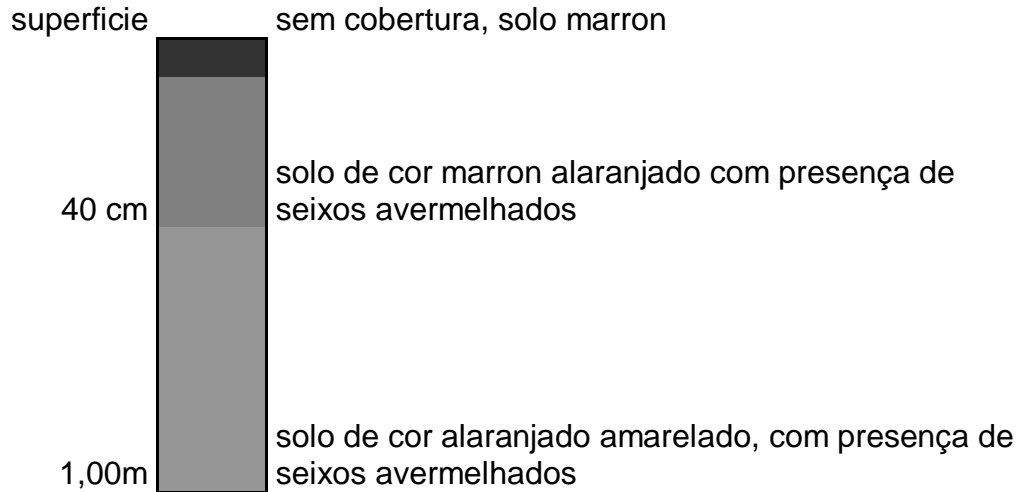 superficie sem cobertura, solo marron
solo de cor marron alaranjado com presença de
40 cm seixos avermelhados
solo de cor alaranjado amarelado, com presença de
1,00m seixos avermelhados